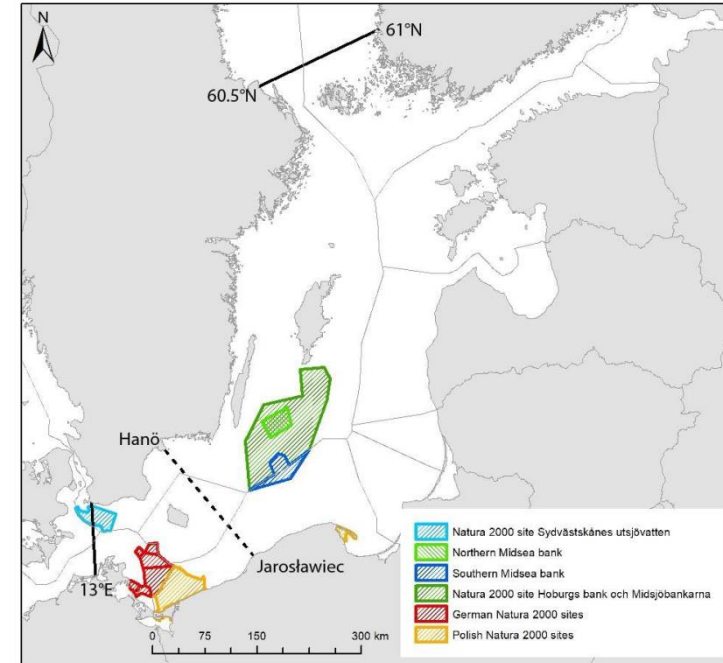 N
61°N
60.5°N
Hanö
Jarosławiec
13°E
0 75 150 300 km
Natura 2000 site Sydvästskånes utsjövatten
Northern Midsea bank
Southern Midsea bank
Natura 2000 site Hoburgs bank och Midsjöbankarna
German Natura 2000 sites
Polish Natura 2000 sites